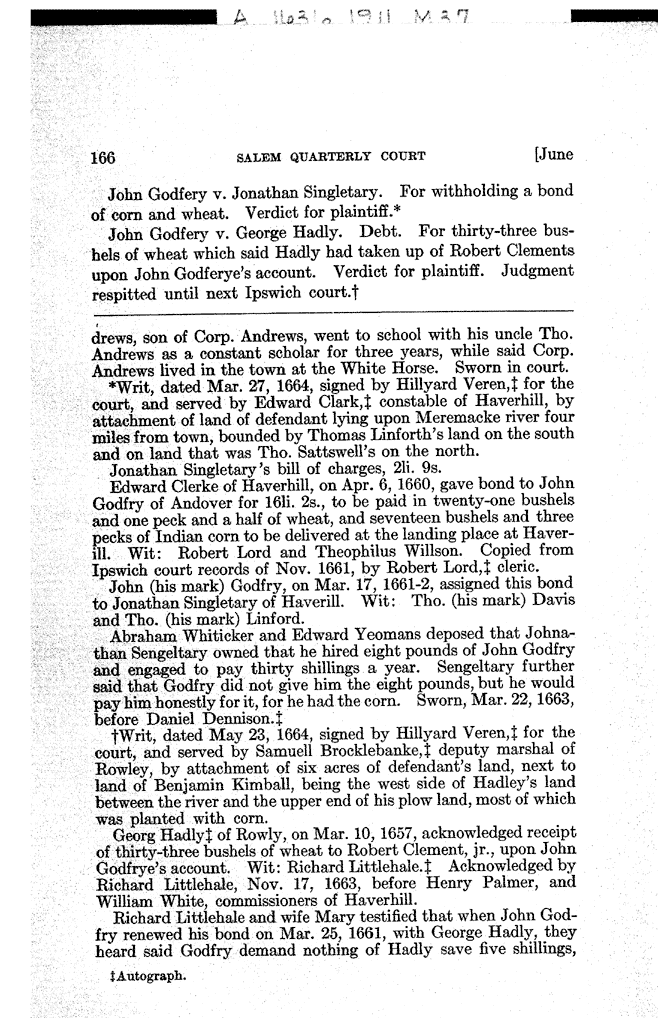 A 11631.6 1911 M37
166 SALEM QUARTERLY COURT [June
John Godfery v. Jonathan Singletary. For withholding a bond
of corn and wheat. Verdict for plaintiff.*
John Godfery v. George Hadly. Debt. For thirty-three bus-
hels of wheat which said Hadly had taken up of Robert Clements
upon John Godferye's account. Verdict for plaintiff. Judgment
respitted until next Ipswich court.†
drews, son of Corp. Andrews, went to school with his uncle Tho.
Andrews as a constant scholar for three years, while said Corp.
Andrews lived in the town at the White Horse. Sworn in court.
*Writ, dated Mar. 27, 1664, signed by Hillyard Veren,‡ for the
court, and served by Edward Clark,‡ constable of Haverhill, by
attachment of land of defendant lying upon Meremacke river four
miles from town, bounded by Thomas Linforth's land on the south
and on land that was Tho. Sattswell's on the north.
Jonathan Singletary's bill of charges, 2li. 9s.
Edward Clerke of Haverhill, on Apr. 6, 1660, gave bond to John
Godfry of Andover for 16li. 2s., to be paid in twenty-one bushels
and one peck and a half of wheat, and seventeen bushels and three
pecks of Indian corn to be delivered at the landing place at Haver-
ill. Wit: Robert Lord and Theophilus Willson. Copied from
Ipswich court records of Nov. 1661, by Robert Lord,‡ cleric.
John (his mark) Godfry, on Mar. 17, 1661-2, assigned this bond
to Jonathan Singletary of Haverill. Wit: Tho. (his mark) Davis
and Tho. (his mark) Linford.
Abraham Whiticker and Edward Yeomans deposed that Johna-
than Sengeltary owned that he hired eight pounds of John Godfry
and engaged to pay thirty shillings a year. Sengeltary further
said that Godfry did not give him the eight pounds, but he would
pay him honestly for it, for he had the corn. Sworn, Mar. 22, 1663,
before Daniel Dennison.‡
†Writ, dated May 23, 1664, signed by Hillyard Veren,‡ for the
court, and served by Samuell Brocklebanke,‡ deputy marshal of
Rowley, by attachment of six acres of defendant's land, next to
land of Benjamin Kimball, being the west side of Hadley's land
between the river and the upper end of his plow land, most of which
was planted with corn.
Georg Hadly‡ of Rowly, on Mar. 10, 1657, acknowledged receipt
of thirty-three bushels of wheat to Robert Clement, jr., upon John
Godfrye's account. Wit: Richard Littlehale.‡ Acknowledged by
Richard Littlehale, Nov. 17, 1663, before Henry Palmer, and
William White, commissioners of Haverhill.
Richard Littlehale and wife Mary testified that when John God-
fry renewed his bond on Mar. 25, 1661, with George Hadly, they
heard said Godfry demand nothing of Hadly save five shillings,
‡Autograph.